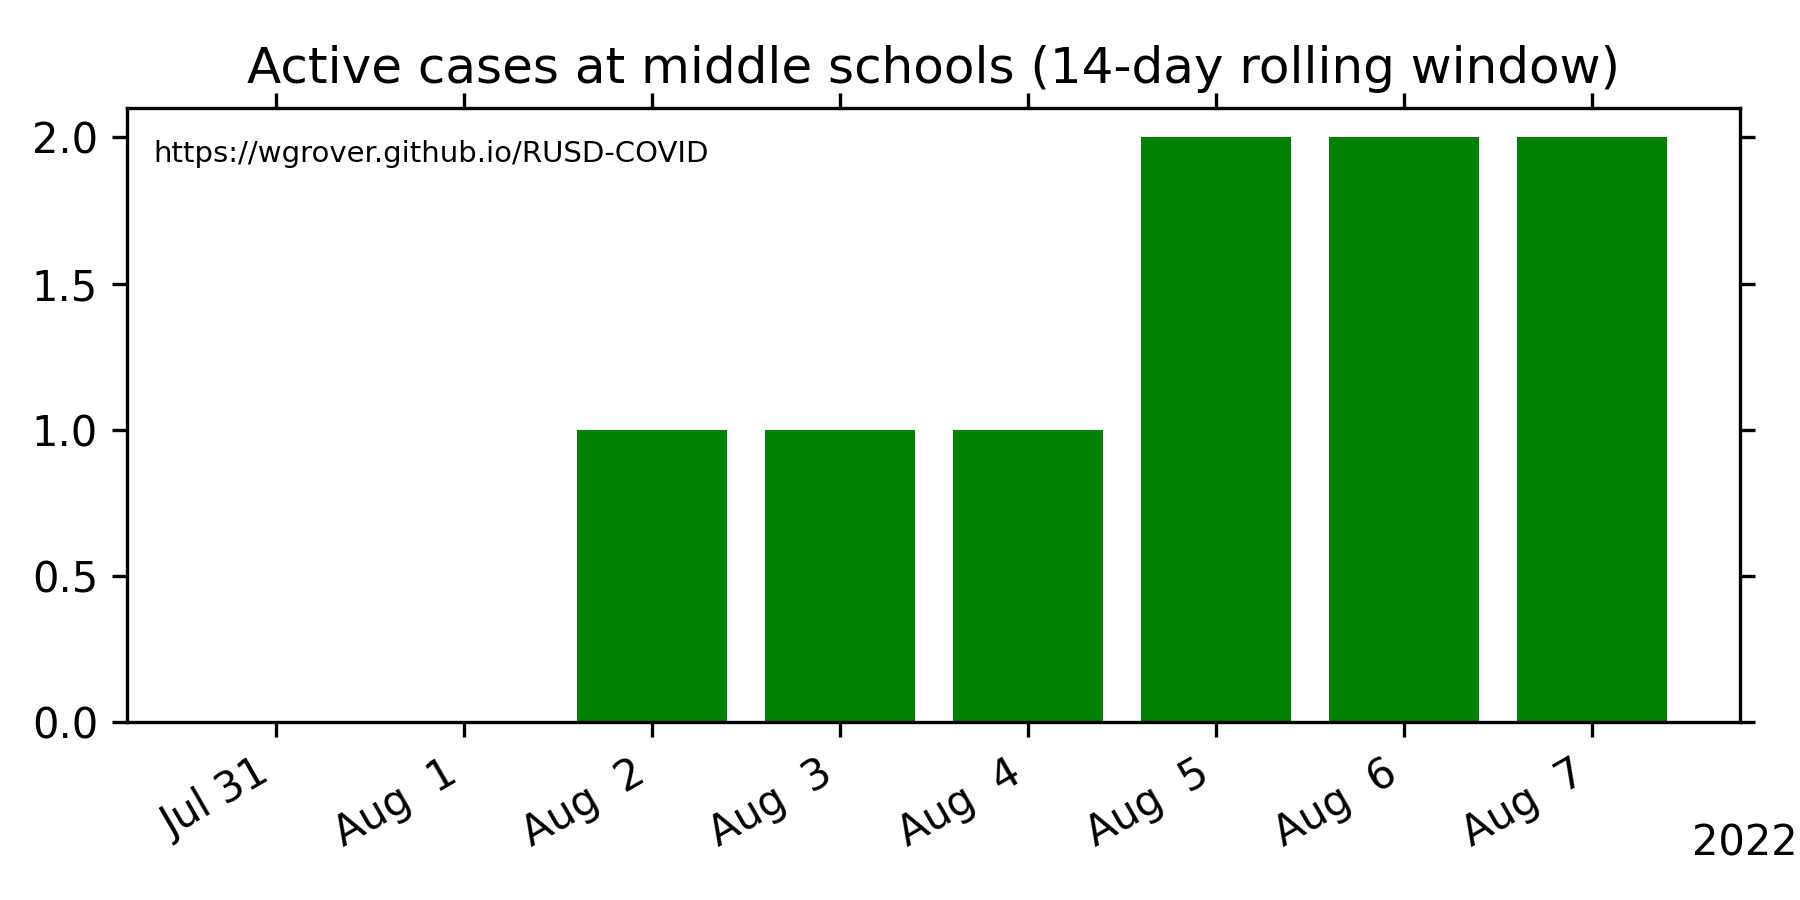 Active cases at middle schools (14-day rolling window)
https://wgrover.github.io/RUSD-COVID
2.0
1.5
1.0
0.5
0.0
Jul 31
Aug  1
Aug  2
Aug  3
Aug  4
Aug  5
Aug  6
Aug  7
2022